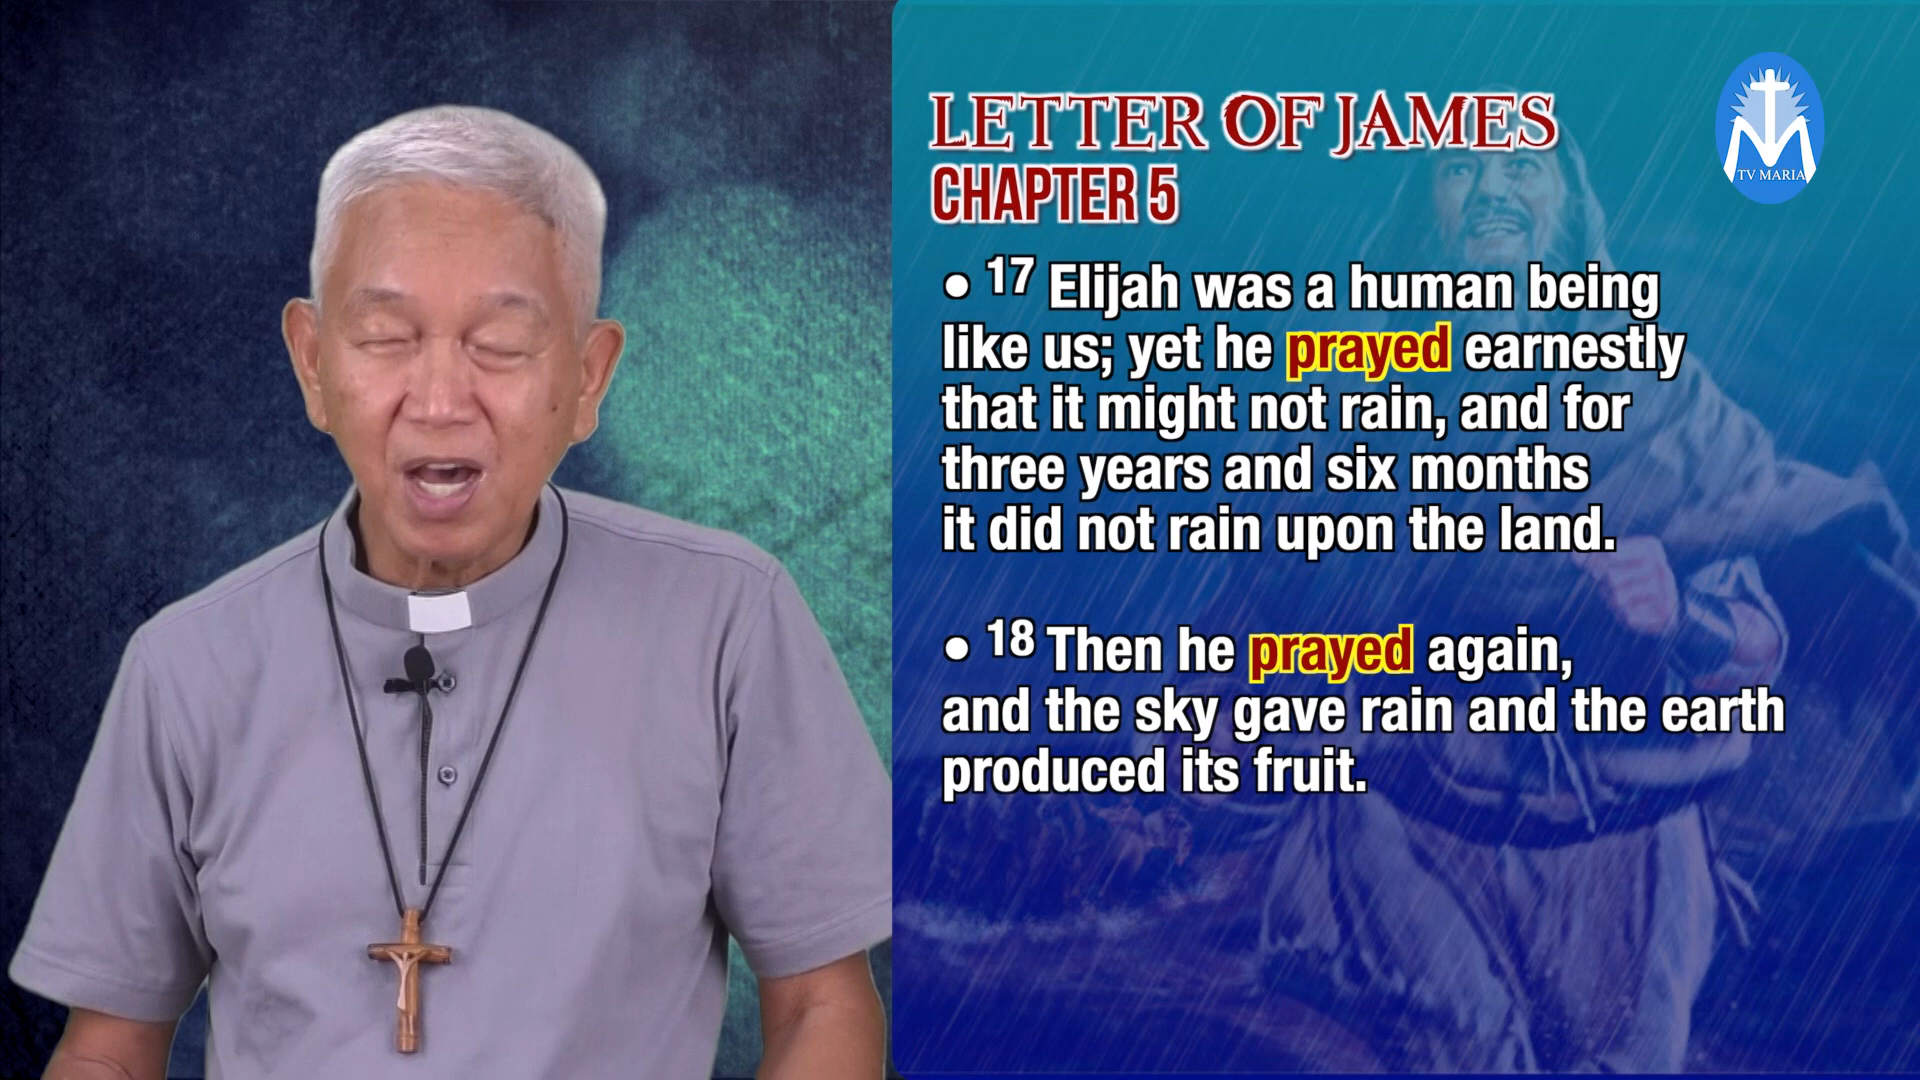 LETTER OF JAMES
CHAPTER 5
• 17 Elijah was a human being
like us; yet he prayed earnestly
that it might not rain, and for
three years and six months
it did not rain upon the land.
• 18 Then he prayed again,
and the sky gave rain and the earth
produced its fruit.
TV MARIA